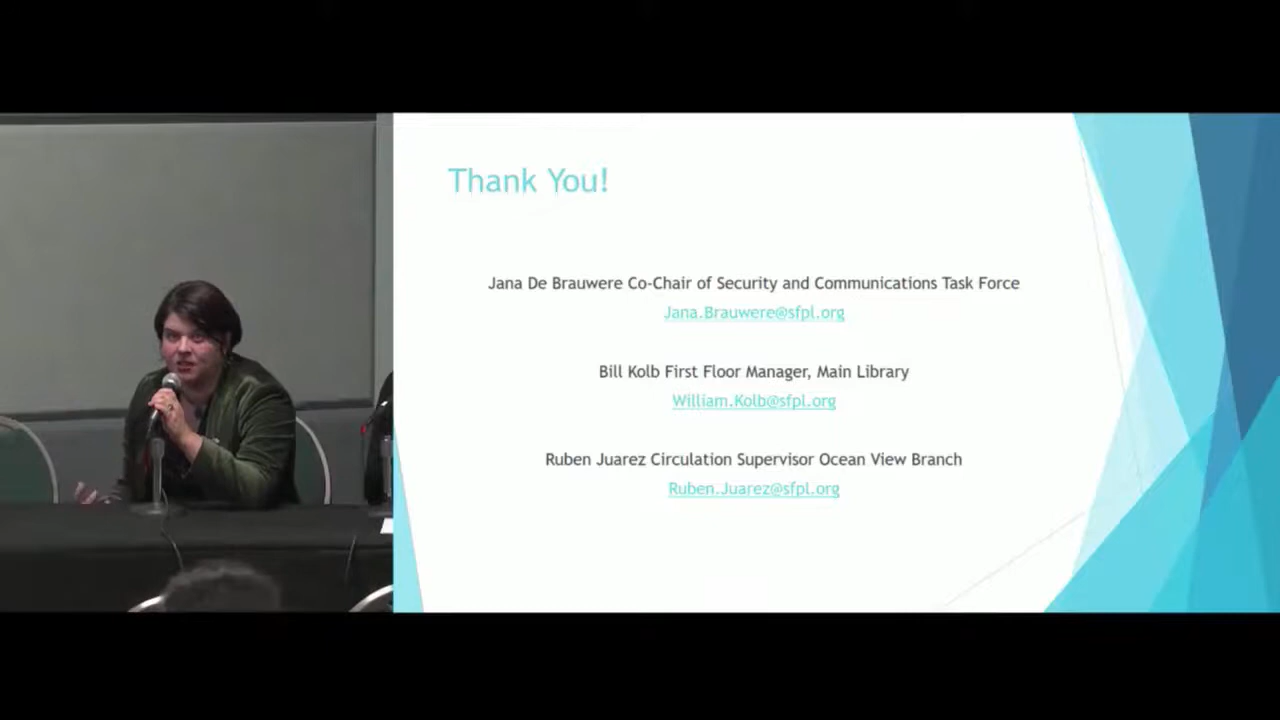 Thank You!
Jana De Brauwere Co-Chair of Security and Communications Task Force
Jana.Brauwere@sfpl.org
Bill Kolb First Floor Manager, Main Library
William.Kolb@sfpl.org
Ruben Juarez Circulation Supervisor Ocean View Branch
Ruben.Juarez@sfpl.org